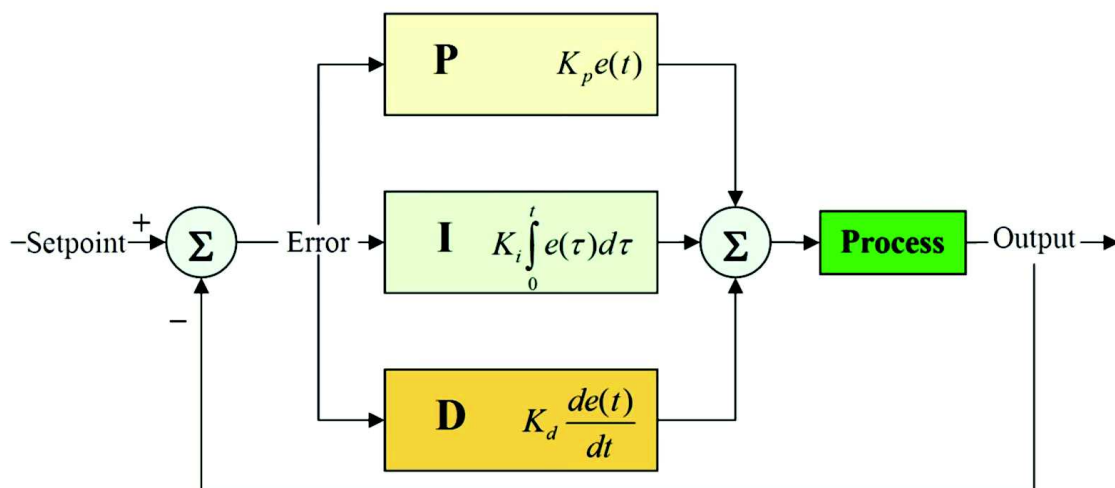 P K_p e(t)
–Setpoint
+
Σ
Error
I K_i ∫_0^t e(τ)dτ
Σ
Process
Output
–
D K_d de(t)/dt